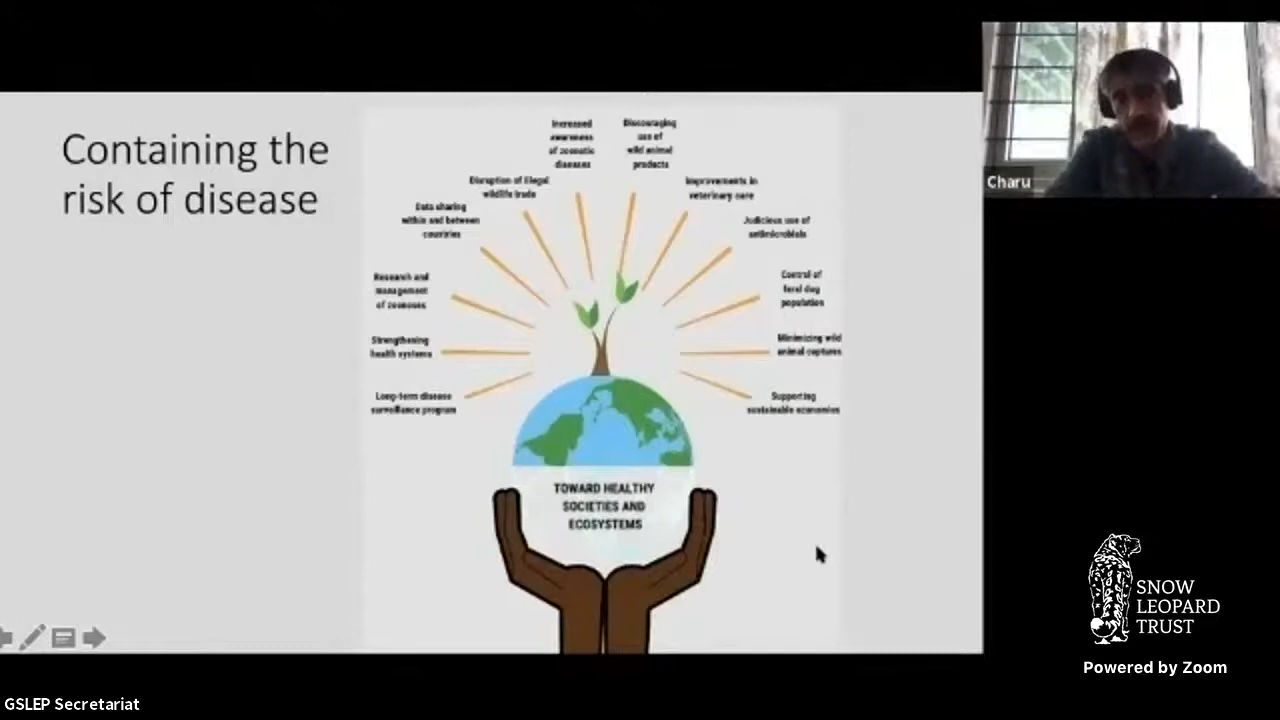 Containing the
risk of disease
Increased
awareness
of zoonotic
diseases
Discouraging
use of
wild animal
products
Disruption of illegal
wildlife trade
Improvements in
veterinary care
Data sharing
within and between
countries
Judicious use of
antimicrobials
Research and
management
of zoonoses
Control of
feral dog
population
Strengthening
health systems
Minimizing wild
animal captures
Long-term disease
surveillance program
Supporting
sustainable economies
TOWARD HEALTHY
SOCIETIES AND
ECOSYSTEMS
Charu
SNOW
LEOPARD
TRUST
Powered by Zoom
GSLEP Secretariat